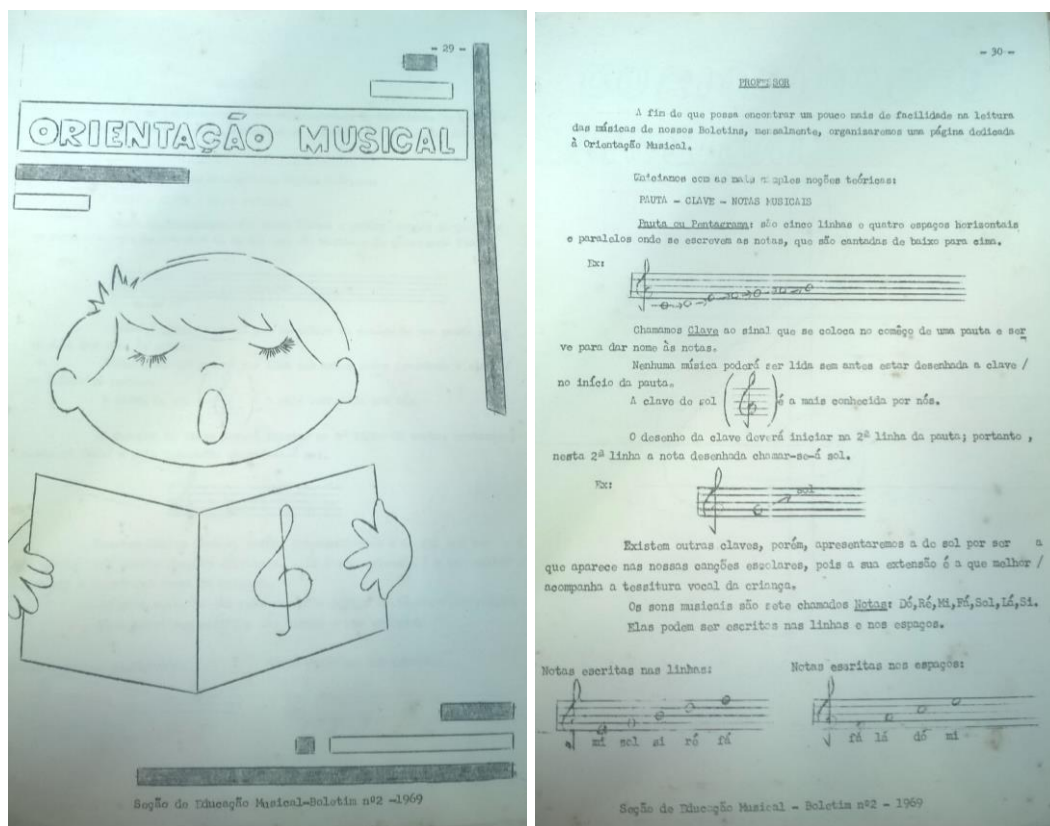 - 29 -
ORIENTAÇÃO MUSICAL
Seção de Educação Musical-Boletim nº2 -1969
- 30 -
PROFESSOR
A fim de que possa encontrar um pouco mais de facilidade na leitura
das músicas de nossos Boletins, mensalmente, organizaremos uma página dedicada
à Orientação Musical.
com as mais simples noções teóricas:
PAUTA - CLAVE - NOTAS MUSICAIS
Pauta ou Pentagrama: são cinco linhas e quatro espaços horizontais
e paralelos onde se escrevem as notas, que são contadas de baixo para cima.
Ex:
Chamamos Clave ao sinal que se coloca no comêço de uma pauta e ser
ve para dar nome às notas.
Nenhuma música poderá ser lida sem antes estar desenhada a clave /
no início da pauta.
A clave de sol ( ) é a mais conhecida por nós.
O desenho da clave deverá iniciar na 2ª linha da pauta; portanto ,
nesta 2ª linha a nota desenhada chamar-se-á sol.
Ex:
sol
Existem outras claves, porém, apresentaremos a de sol por ser a
que aparece nas nossas canções escolares, pois a sua extensão é a que melhor /
acompanha a tessitura vocal da criança.
Os sons musicais são sete chamados Notas: Dó,Ré,Mi,Fá,Sol,Lá,Si.
Elas podem ser escritas nas linhas e nos espaços.
Notas escritas nas linhas:
mi sol si ré fá
Notas escritas nos espaços:
fá lá dó mi
Seção de Educação Musical - Boletim nº2 - 1969